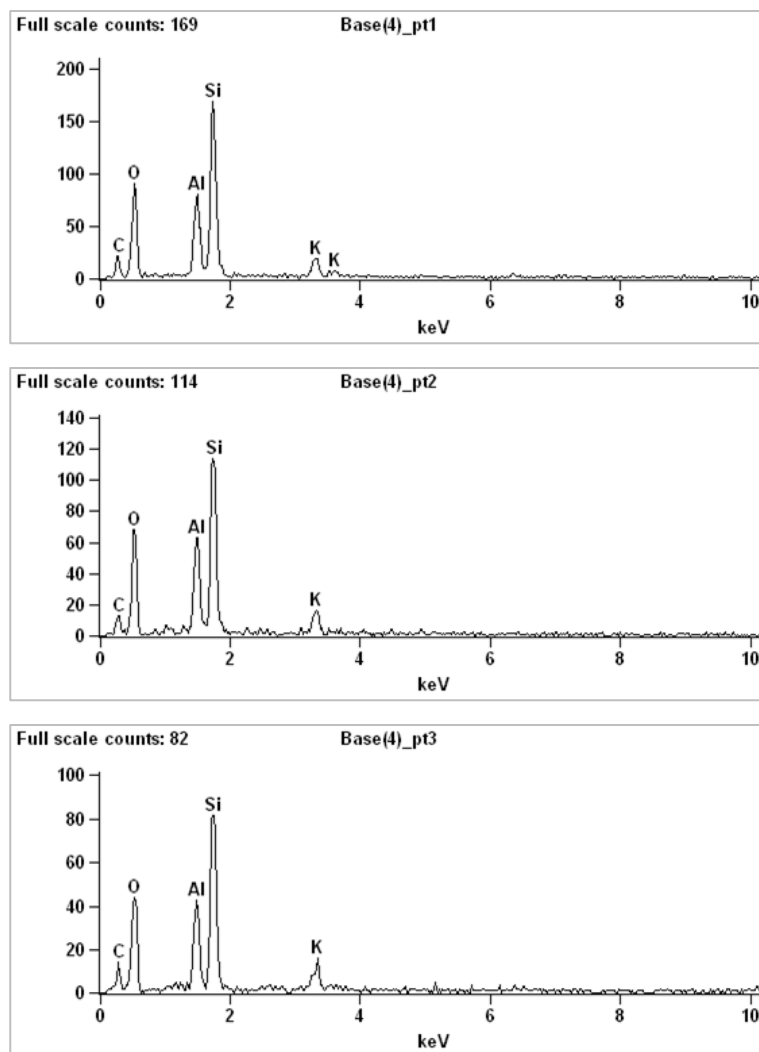 Full scale counts: 169 Base(4)_pt1
200
Si
150
O
100
Al
50
C
K
K
0
0 2 4 6 8 10
keV
Full scale counts: 114 Base(4)_pt2
140
120
Si
100
80
O
Al
60
40
C
K
20
0
0 2 4 6 8 10
keV
Full scale counts: 82 Base(4)_pt3
100
Si
80
60
O
Al
40
C
K
20
0
0 2 4 6 8 10
keV